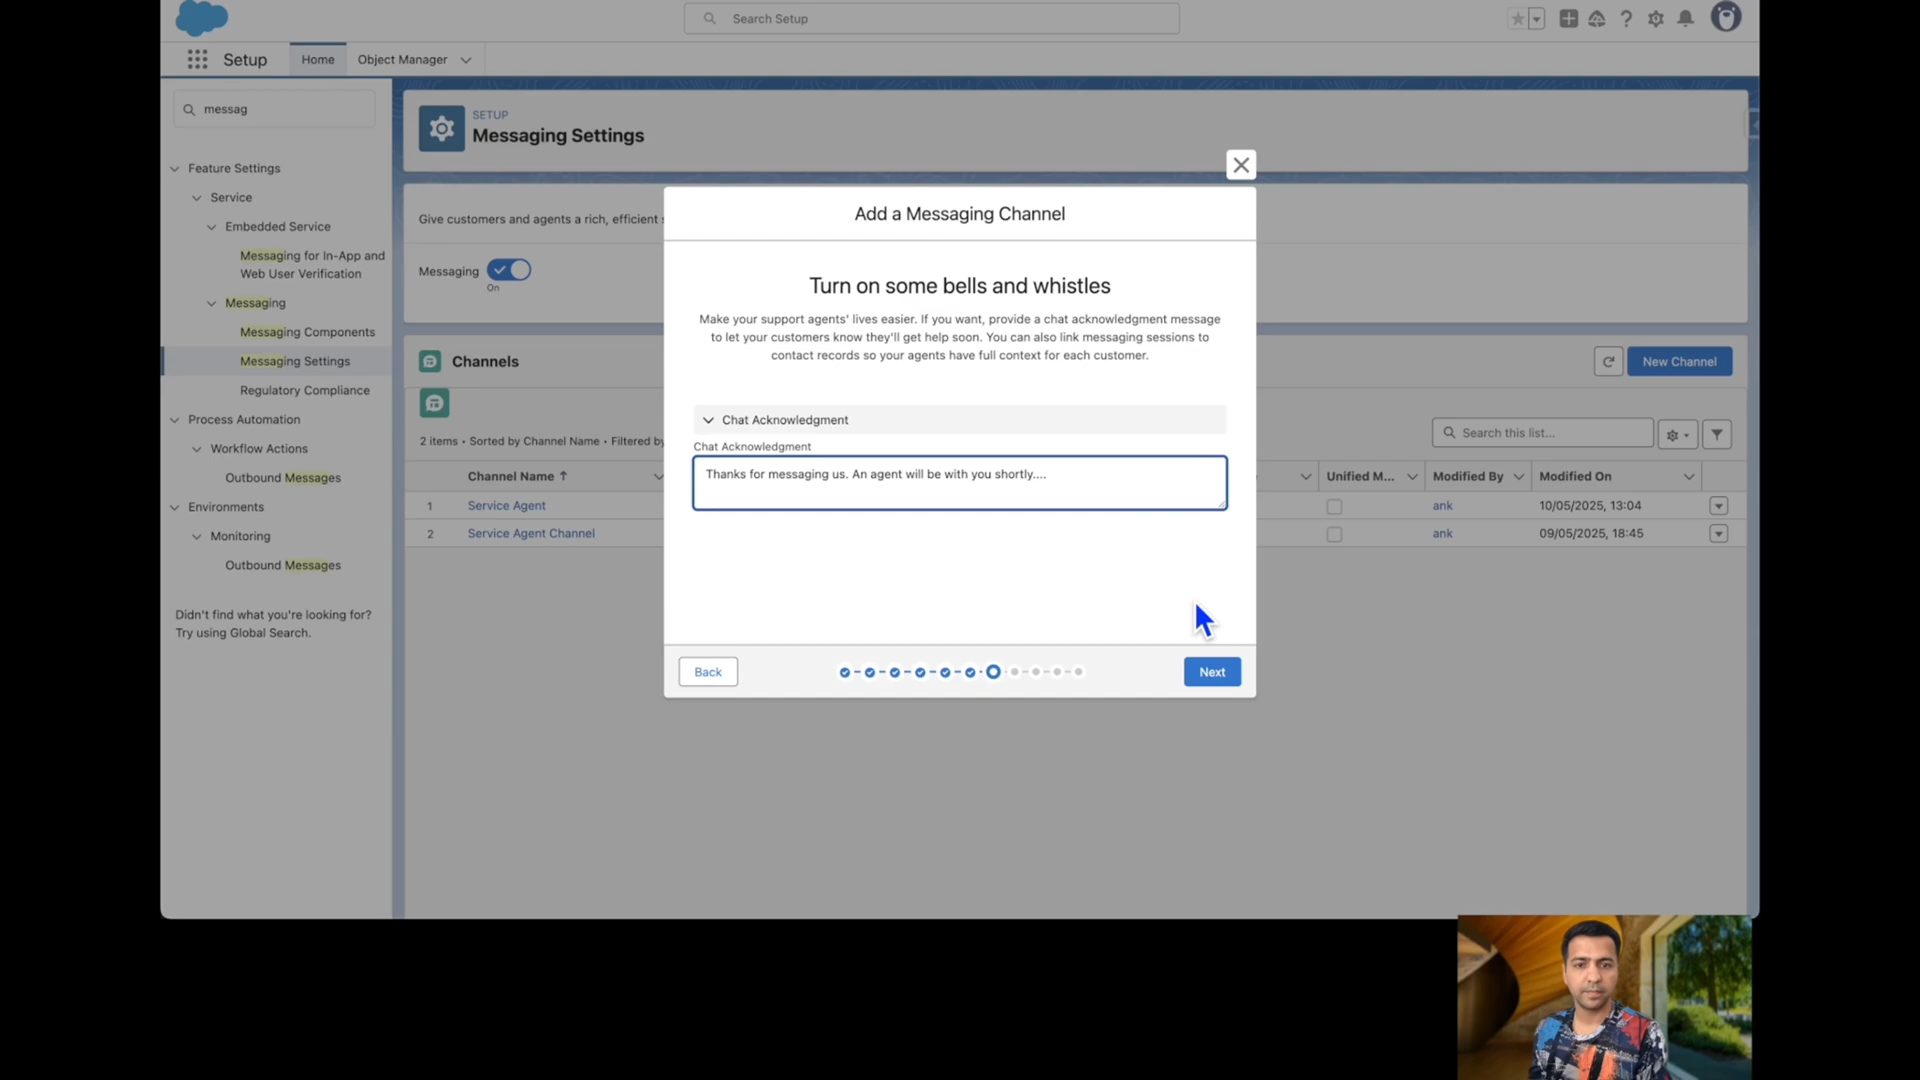 Search Setup
Setup
Home
Object Manager
messag
Feature Settings
Service
Embedded Service
Messaging for In-App and
Web User Verification
Messaging
Messaging Components
Messaging Settings
Regulatory Compliance
Process Automation
Workflow Actions
Outbound Messages
Environments
Monitoring
Outbound Messages
Didn't find what you're looking for?
Try using Global Search.
SETUP
Messaging Settings
Give customers and agents a rich, efficient
Messaging
On
Channels
New Channel
2 items • Sorted by Channel Name • Filtered by
Search this list...
Channel Name
Unified M...
Modified By
Modified On
1 Service Agent ank 10/05/2025, 13:04
2 Service Agent Channel ank 09/05/2025, 18:45
Add a Messaging Channel
Turn on some bells and whistles
Make your support agents' lives easier. If you want, provide a chat acknowledgment message
to let your customers know they'll get help soon. You can also link messaging sessions to
contact records so your agents have full context for each customer.
Chat Acknowledgment
Chat Acknowledgment
Thanks for messaging us. An agent will be with you shortly....
Back
Next